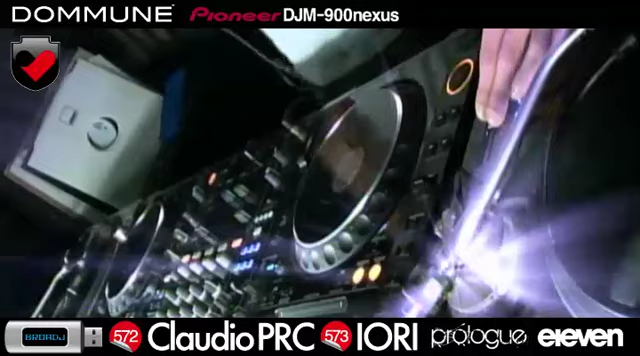 DOMMUNE Pioneer DJM-900nexus
BROADJ 572 Claudio PRC 573 IORI prologue eleven